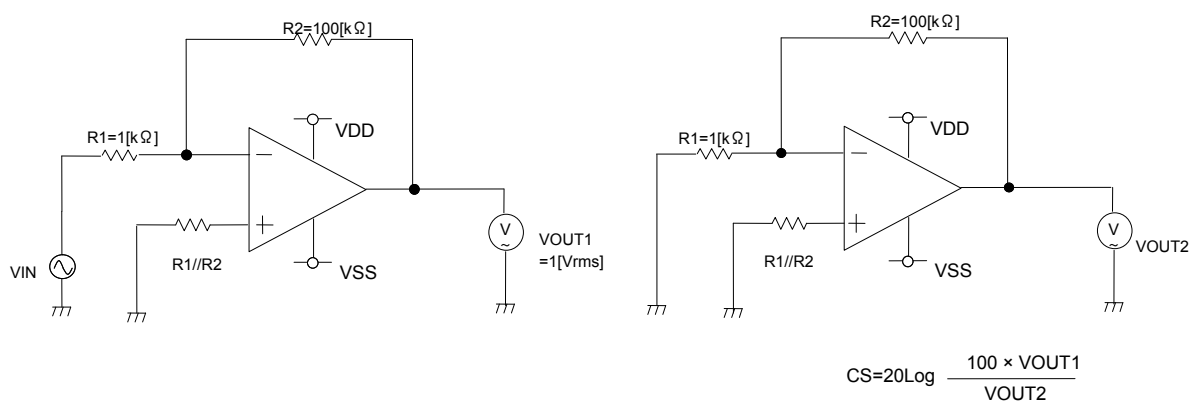 R2=100[kΩ]
R1=1[kΩ]
VDD
−
+
R1//R2
VSS
VIN
V
~
VOUT1
=1[Vrms]
R2=100[kΩ]
R1=1[kΩ]
VDD
−
+
R1//R2
VSS
V
~
VOUT2
CS=20Log 100 × VOUT1
VOUT2